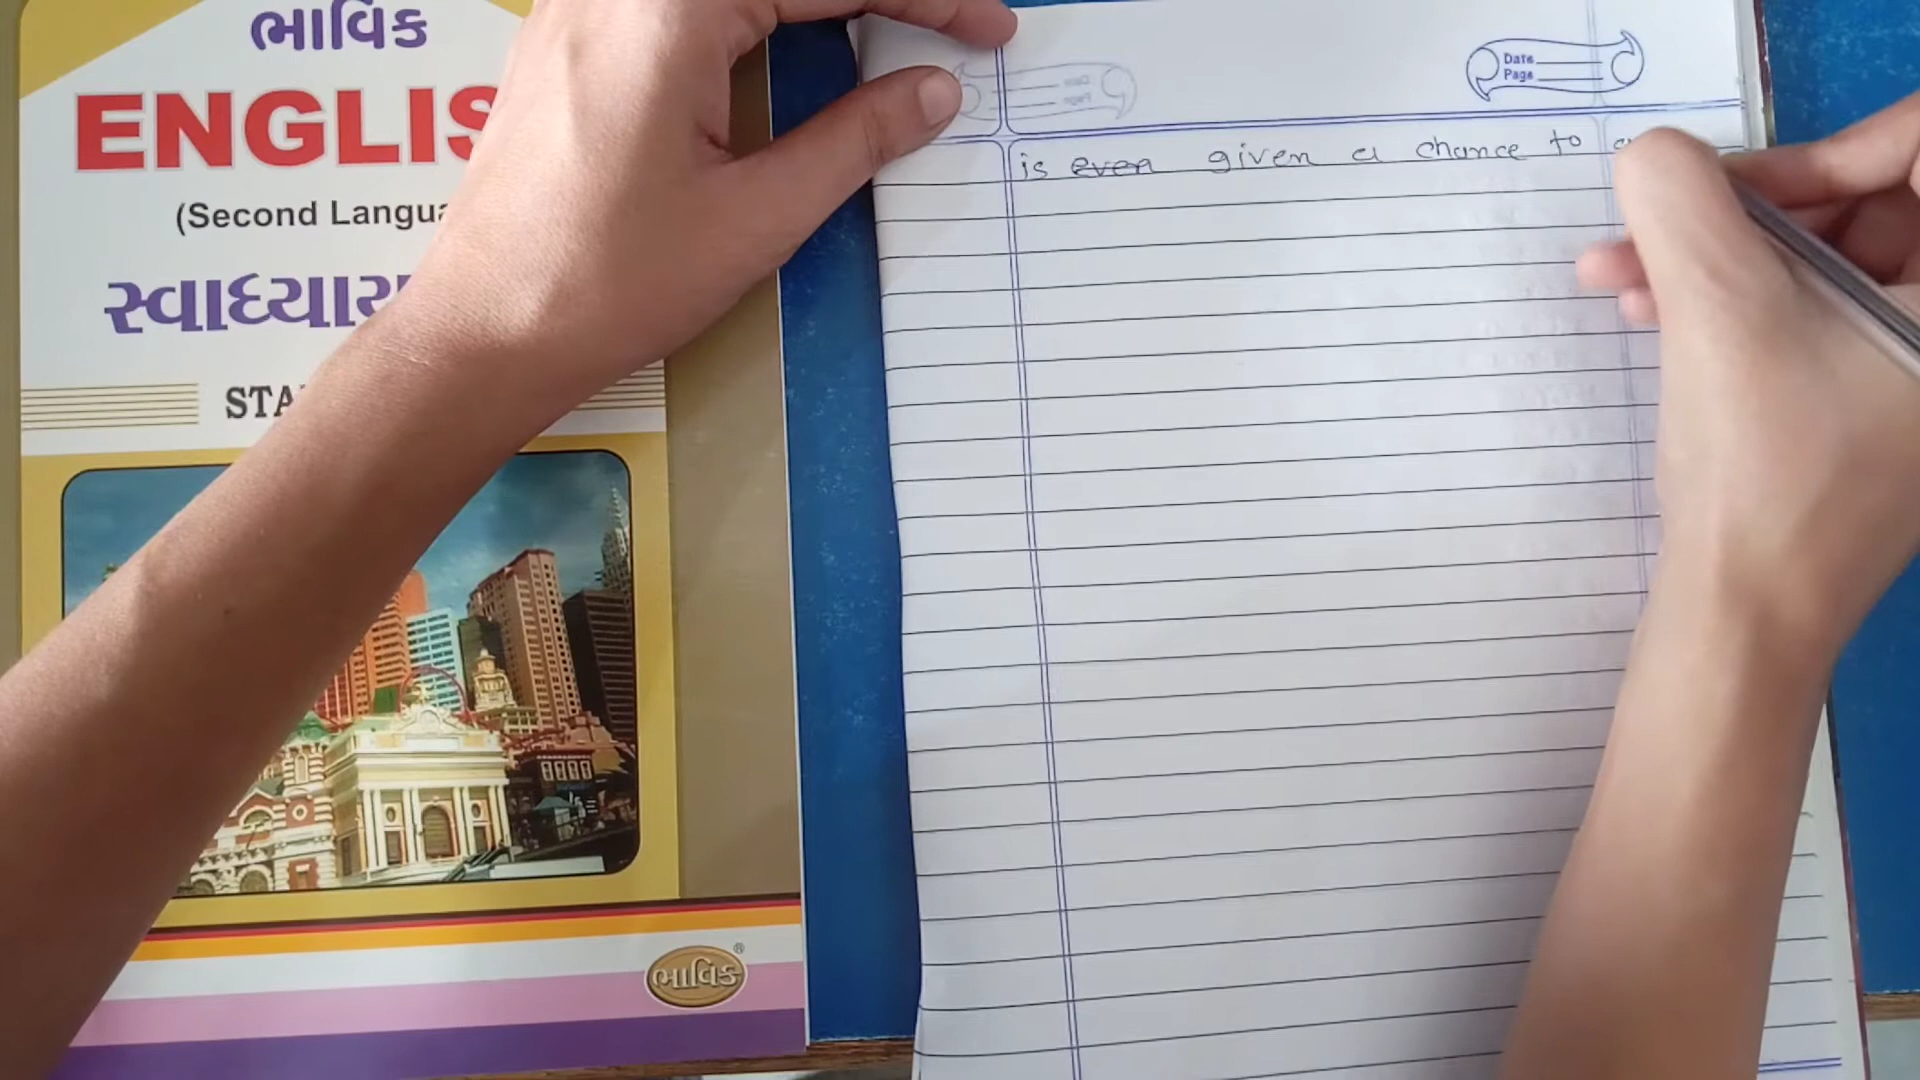 ભાવિક
ENGLIS
(Second Langua
સ્વાધ્યાય
STA
ભાવિક
Date
Page
is even given a chance to